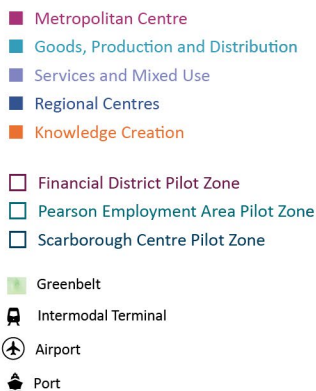 Metropolitan Centre
Goods, Production and Distribution
Services and Mixed Use
Regional Centres
Knowledge Creation
Financial District Pilot Zone
Pearson Employment Area Pilot Zone
Scarborough Centre Pilot Zone
Greenbelt
Intermodal Terminal
Airport
Port